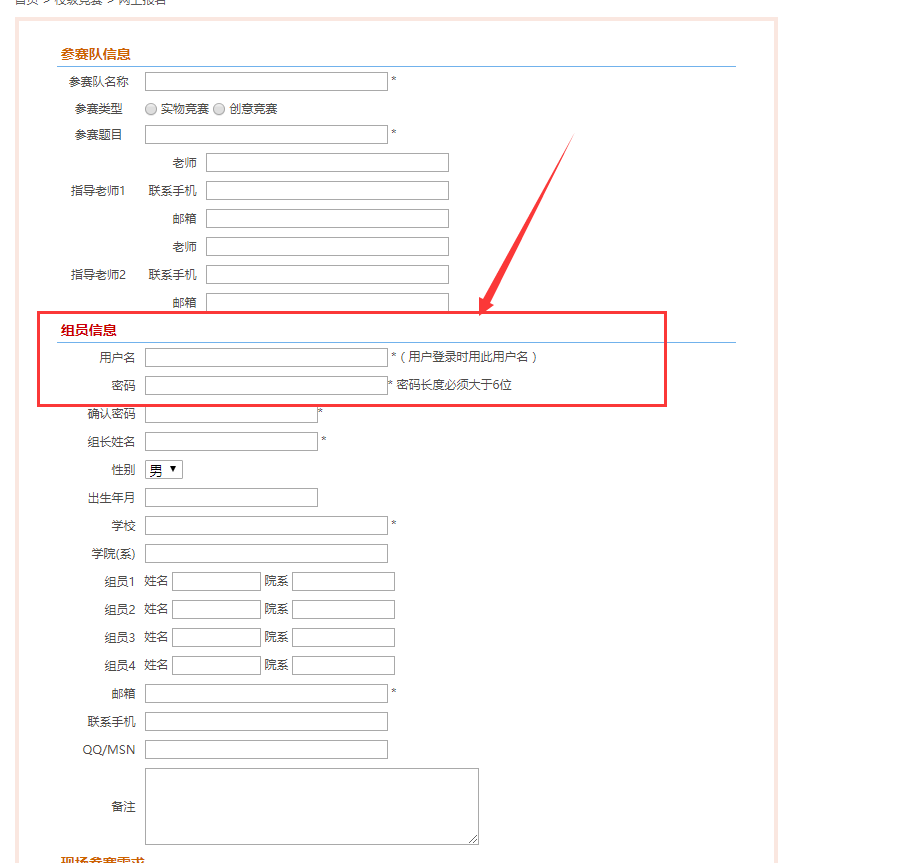 首页 > 校级竞赛 > 网上报名
参赛队信息
参赛队名称 *
参赛类型 实物竞赛 创意竞赛
参赛题目 *
老师
指导老师1 联系手机
邮箱
老师
指导老师2 联系手机
邮箱
组员信息
用户名 *（用户登录时用此用户名）
密码 * 密码长度必须大于6位
确认密码 *
组长姓名 *
性别 男
出生年月
学校 *
学院(系)
组员1 姓名 院系
组员2 姓名 院系
组员3 姓名 院系
组员4 姓名 院系
邮箱 *
联系手机
QQ/MSN
备注
现场参赛需求